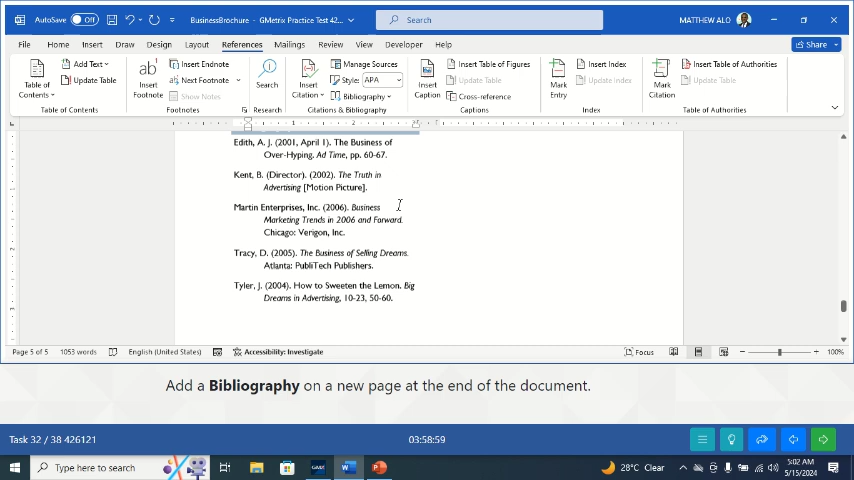 AutoSave Off BusinessBrochure - GMetrix Practice Test 42... Search MATTHEW ALO
File Home Insert Draw Design Layout References Mailings Review View Developer Help Share
Table of Contents
Add Text
Update Table
Table of Contents
Insert Footnote
Insert Endnote
Next Footnote
Show Notes
Footnotes
Search
Research
Insert Citation
Manage Sources
Style: APA
Bibliography
Citations & Bibliography
Insert Caption
Insert Table of Figures
Update Table
Cross-reference
Captions
Mark Entry
Insert Index
Update Index
Index
Mark Citation
Insert Table of Authorities
Update Table
Table of Authorities
Edith, A. J. (2001, April 1). The Business of
Over-Hyping. Ad Time, pp. 60-67.
Kent, B. (Director). (2002). The Truth in
Advertising [Motion Picture].
Martin Enterprises, Inc. (2006). Business
Marketing Trends in 2006 and Forward.
Chicago: Verigon, Inc.
Tracy, D. (2005). The Business of Selling Dreams.
Atlanta: PubliTech Publishers.
Tyler, J. (2004). How to Sweeten the Lemon. Big
Dreams in Advertising, 10-23, 50-60.
Page 5 of 5 1053 words English (United States) Accessibility: Investigate Focus 100%
Add a Bibliography on a new page at the end of the document.
Task 32 / 38 426121 03:58:59
Type here to search 28°C Clear 5:02 AM
5/15/2024